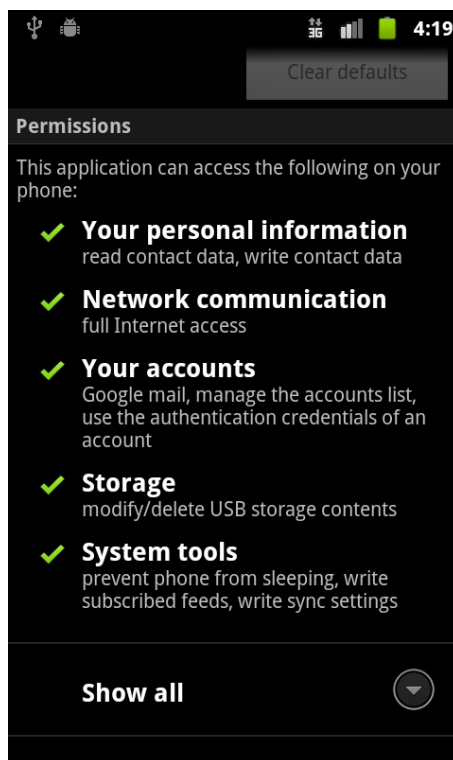 3G 4:19
Clear defaults
Permissions
This application can access the following on your
phone:
Your personal information
read contact data, write contact data
Network communication
full Internet access
Your accounts
Google mail, manage the accounts list,
use the authentication credentials of an
account
Storage
modify/delete USB storage contents
System tools
prevent phone from sleeping, write
subscribed feeds, write sync settings
Show all